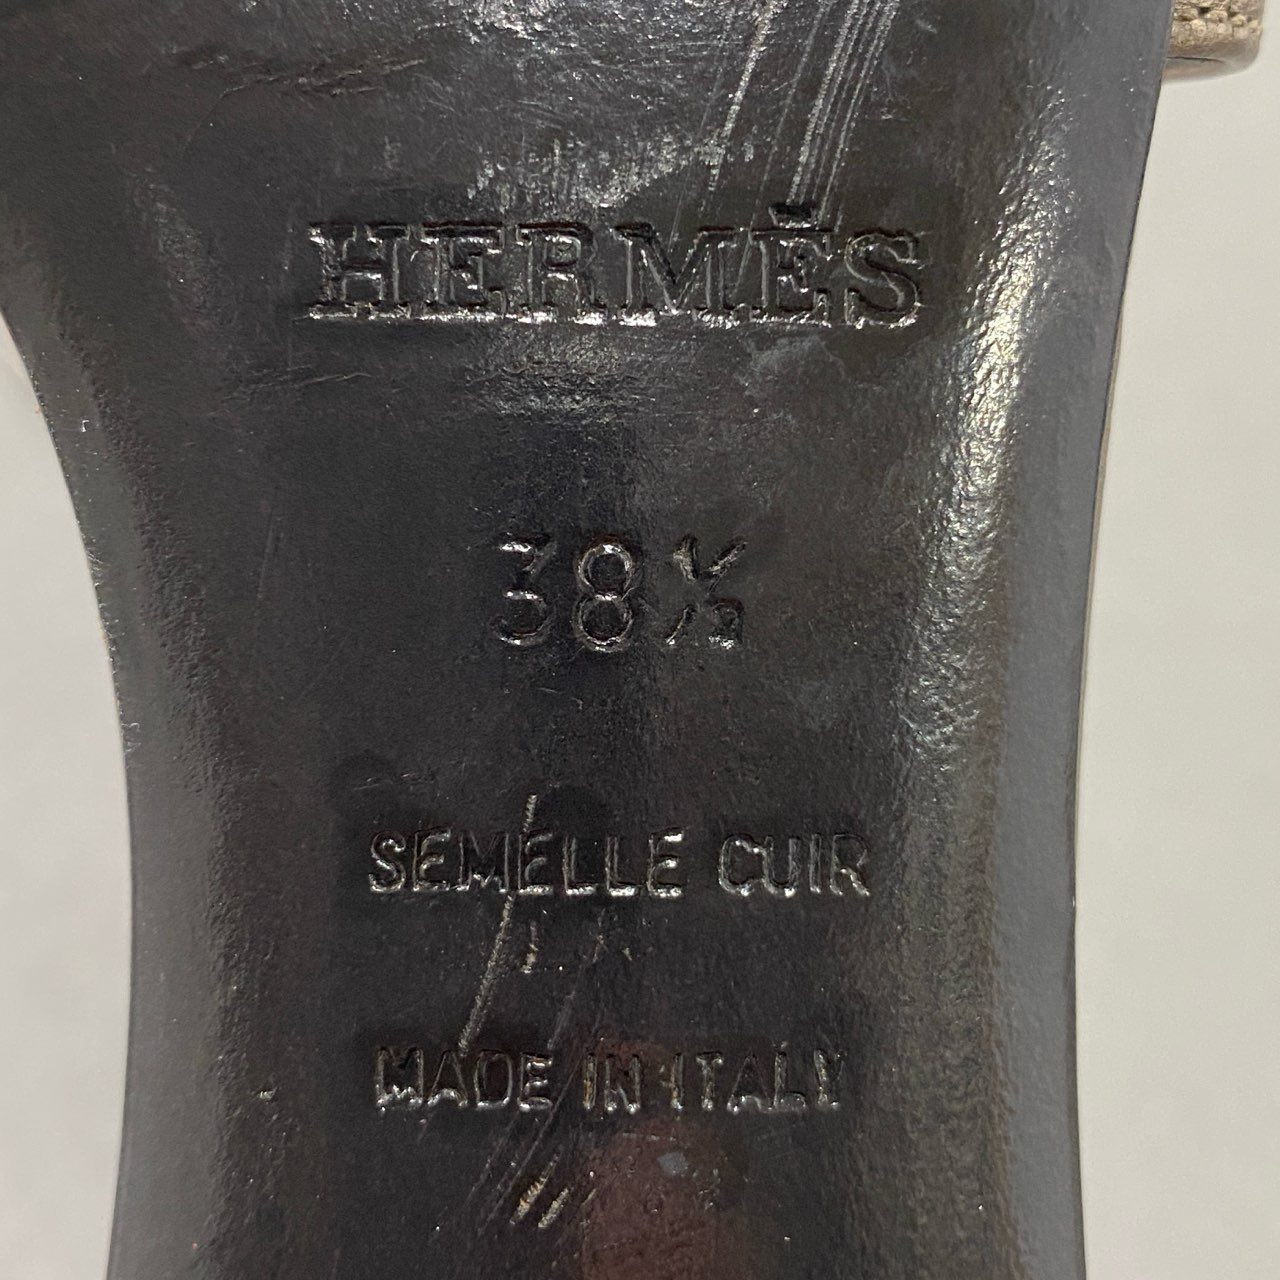 HERMÈS
38½
SEMELLE CUIR
MADE IN ITALY